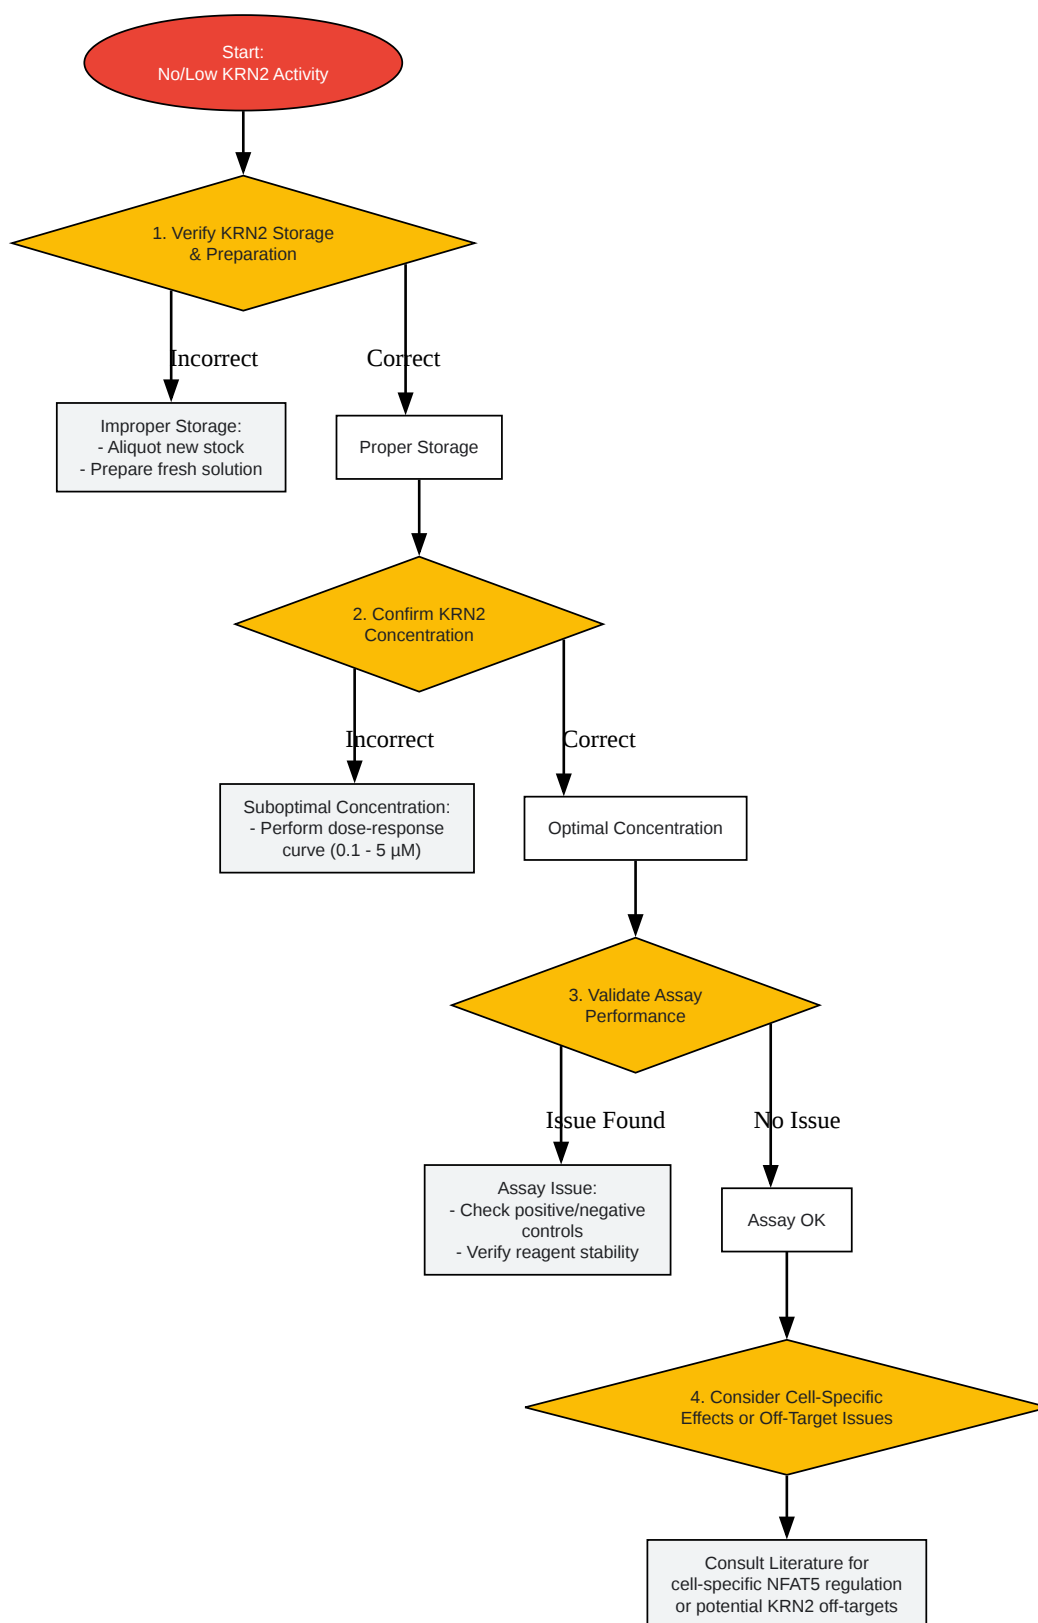 Start:
No/Low KRN2 Activity
1. Verify KRN2 Storage
& Preparation
Incorrect
Correct
Improper Storage:
- Aliquot new stock
- Prepare fresh solution
Proper Storage
2. Confirm KRN2
Concentration
Incorrect
Correct
Suboptimal Concentration:
- Perform dose-response
curve (0.1 - 5 µM)
Optimal Concentration
3. Validate Assay
Performance
Issue Found
No Issue
Assay Issue:
- Check positive/negative
controls
- Verify reagent stability
Assay OK
4. Consider Cell-Specific
Effects or Off-Target Issues
Consult Literature for
cell-specific NFAT5 regulation
or potential KRN2 off-targets